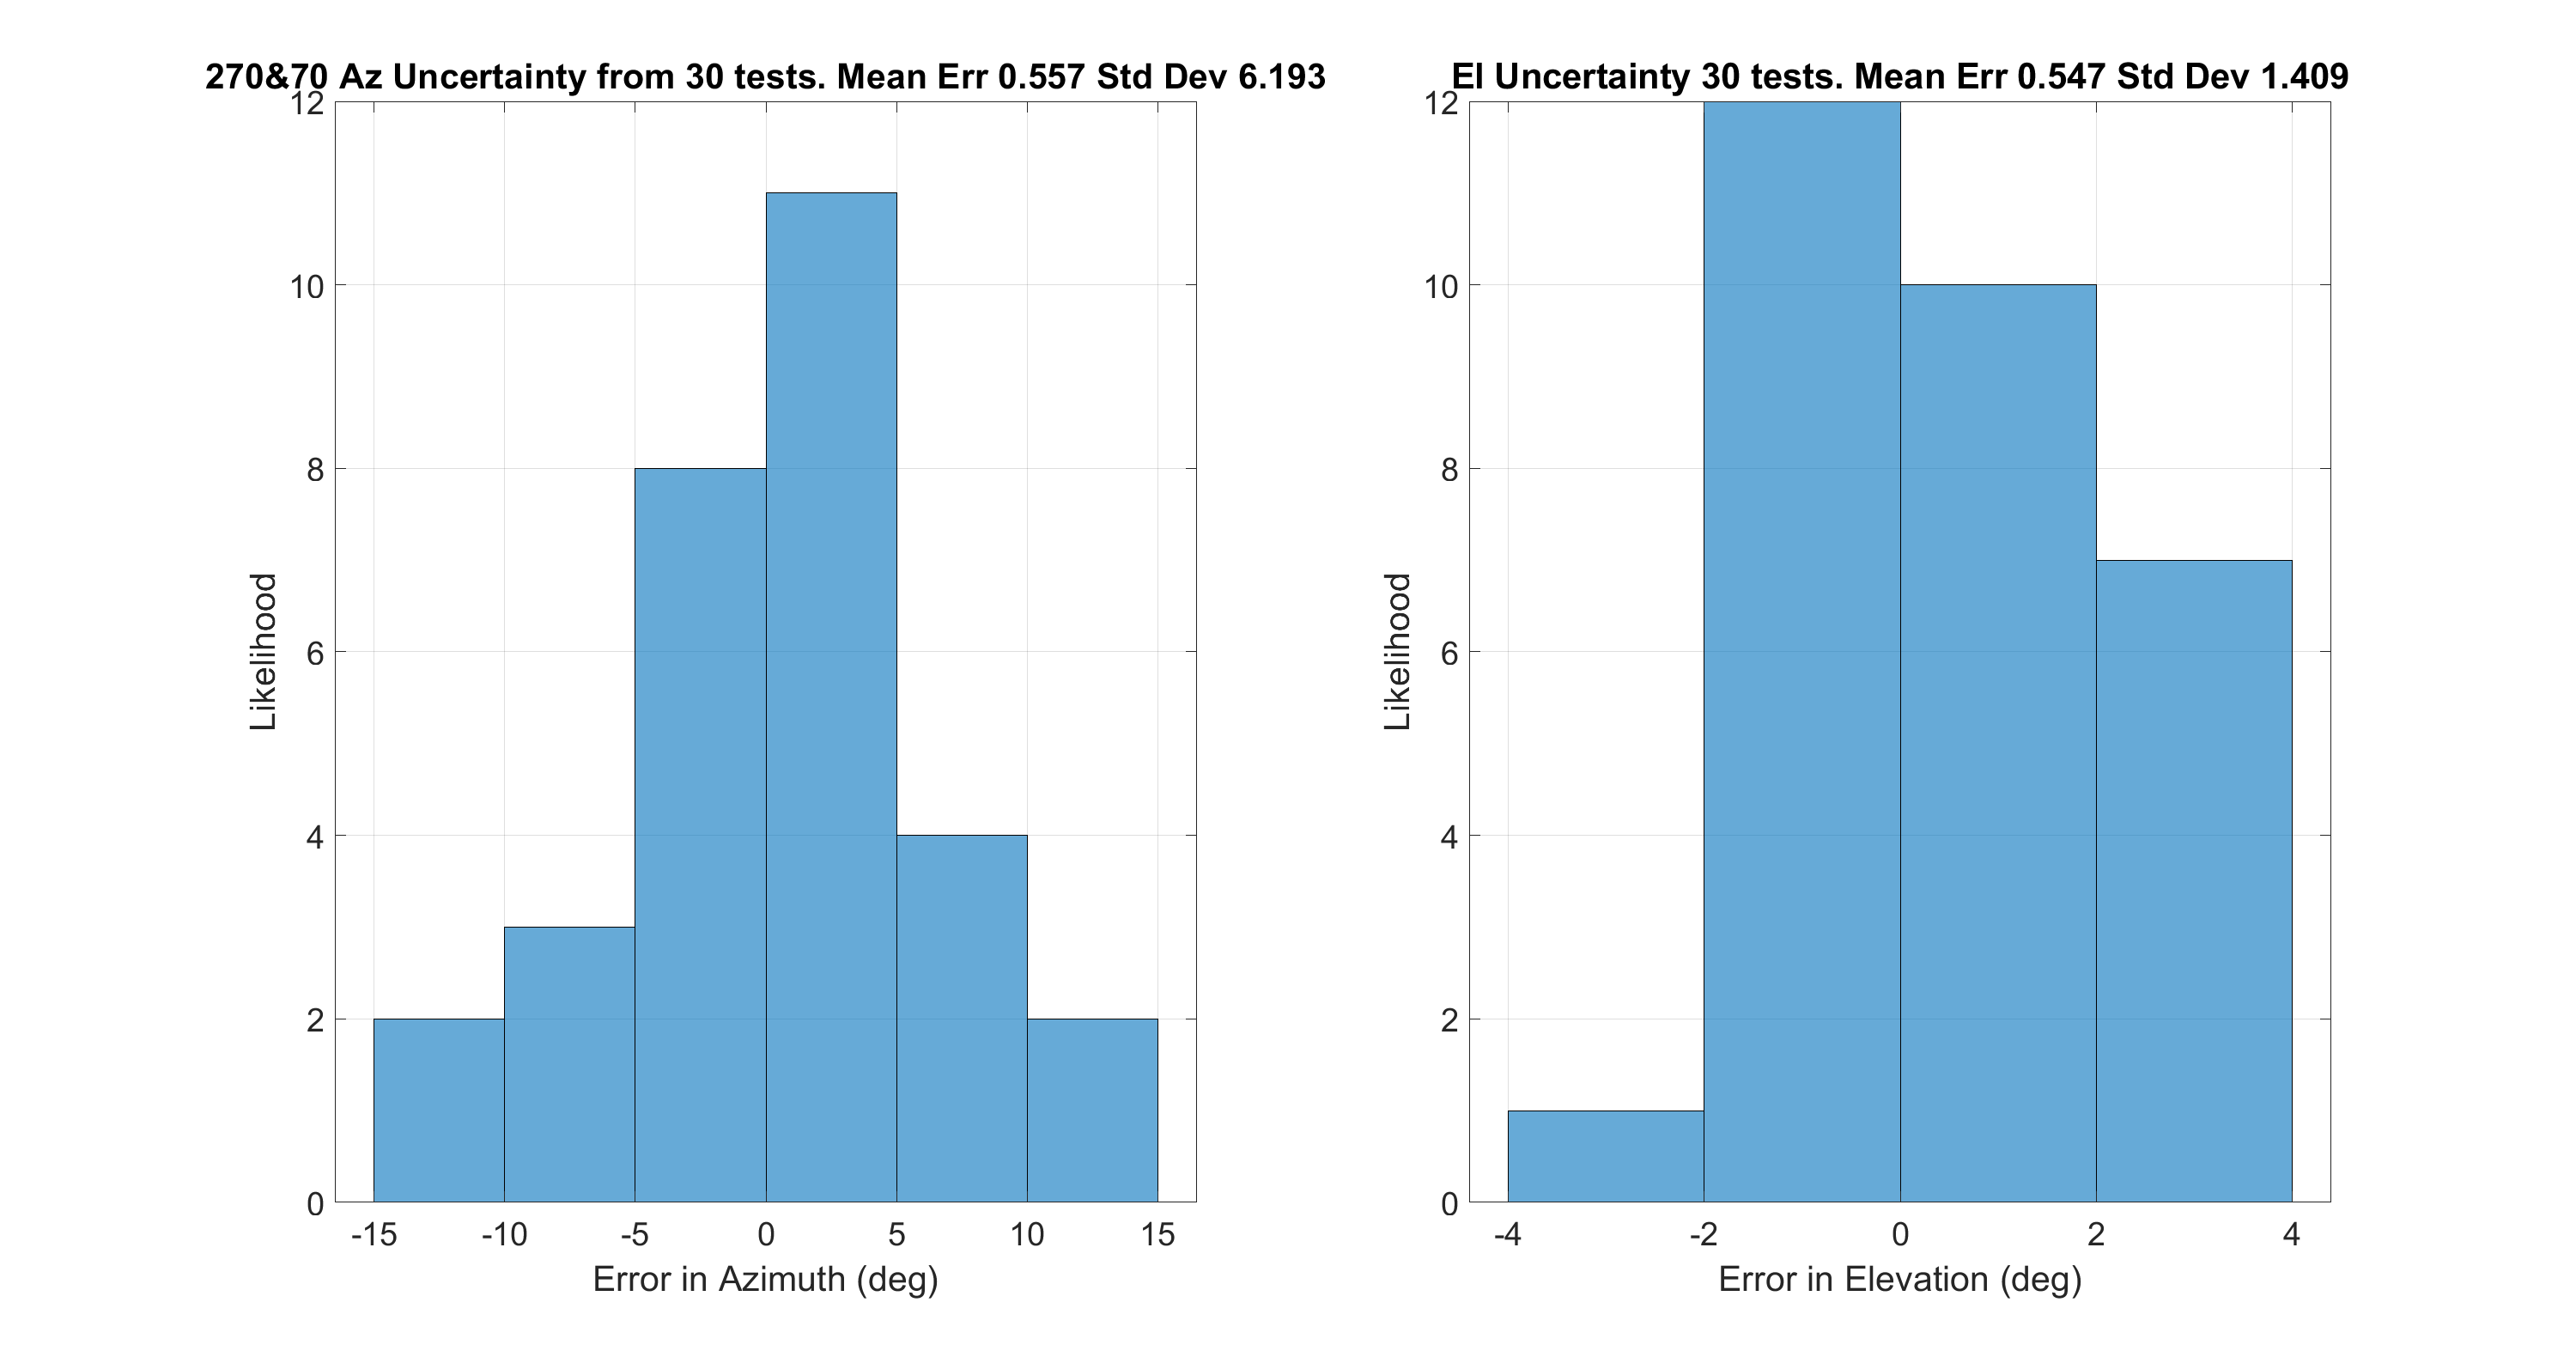 270&70 Az Uncertainty from 30 tests. Mean Err 0.557 Std Dev 6.193
12
10
8
6
4
2
0
Likelihood
-15 -10 -5 0 5 10 15
Error in Azimuth (deg)
El Uncertainty 30 tests. Mean Err 0.547 Std Dev 1.409
12
10
8
6
4
2
0
Likelihood
-4 -2 0 2 4
Error in Elevation (deg)